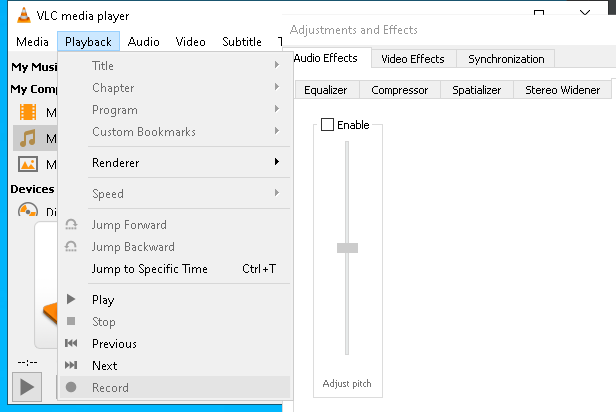 VLC media player
Media Playback Audio Video Subtitle
My Musi
My Comp
Devices
Di
--:--
Title
Chapter
Program
Custom Bookmarks
Renderer
Speed
Jump Forward
Jump Backward
Jump to Specific Time Ctrl+T
Play
Stop
Previous
Next
Record
Adjustments and Effects
Audio Effects Video Effects Synchronization
Equalizer Compressor Spatializer Stereo Widener
Enable
Adjust pitch